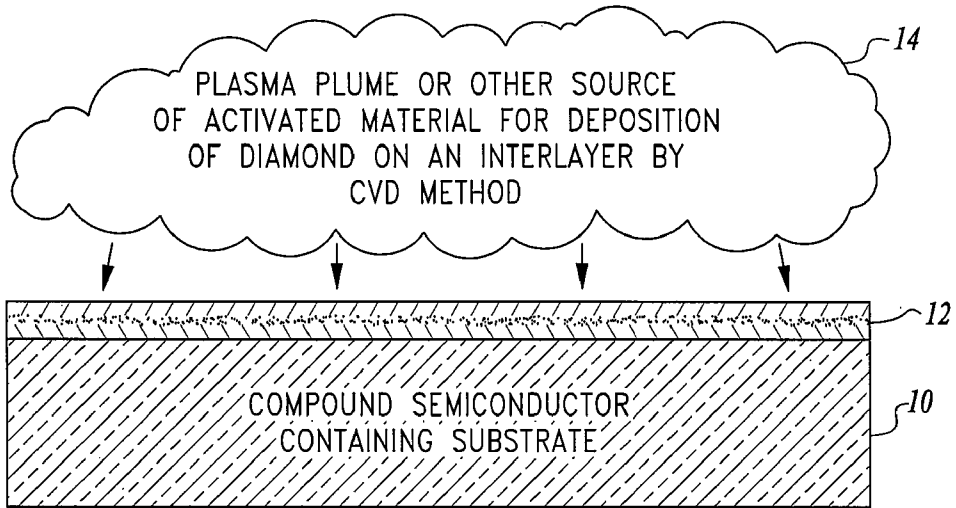 14
PLASMA PLUME OR OTHER SOURCE
OF ACTIVATED MATERIAL FOR DEPOSITION
OF DIAMOND ON AN INTERLAYER BY
CVD METHOD
12
10
COMPOUND SEMICONDUCTOR
CONTAINING SUBSTRATE